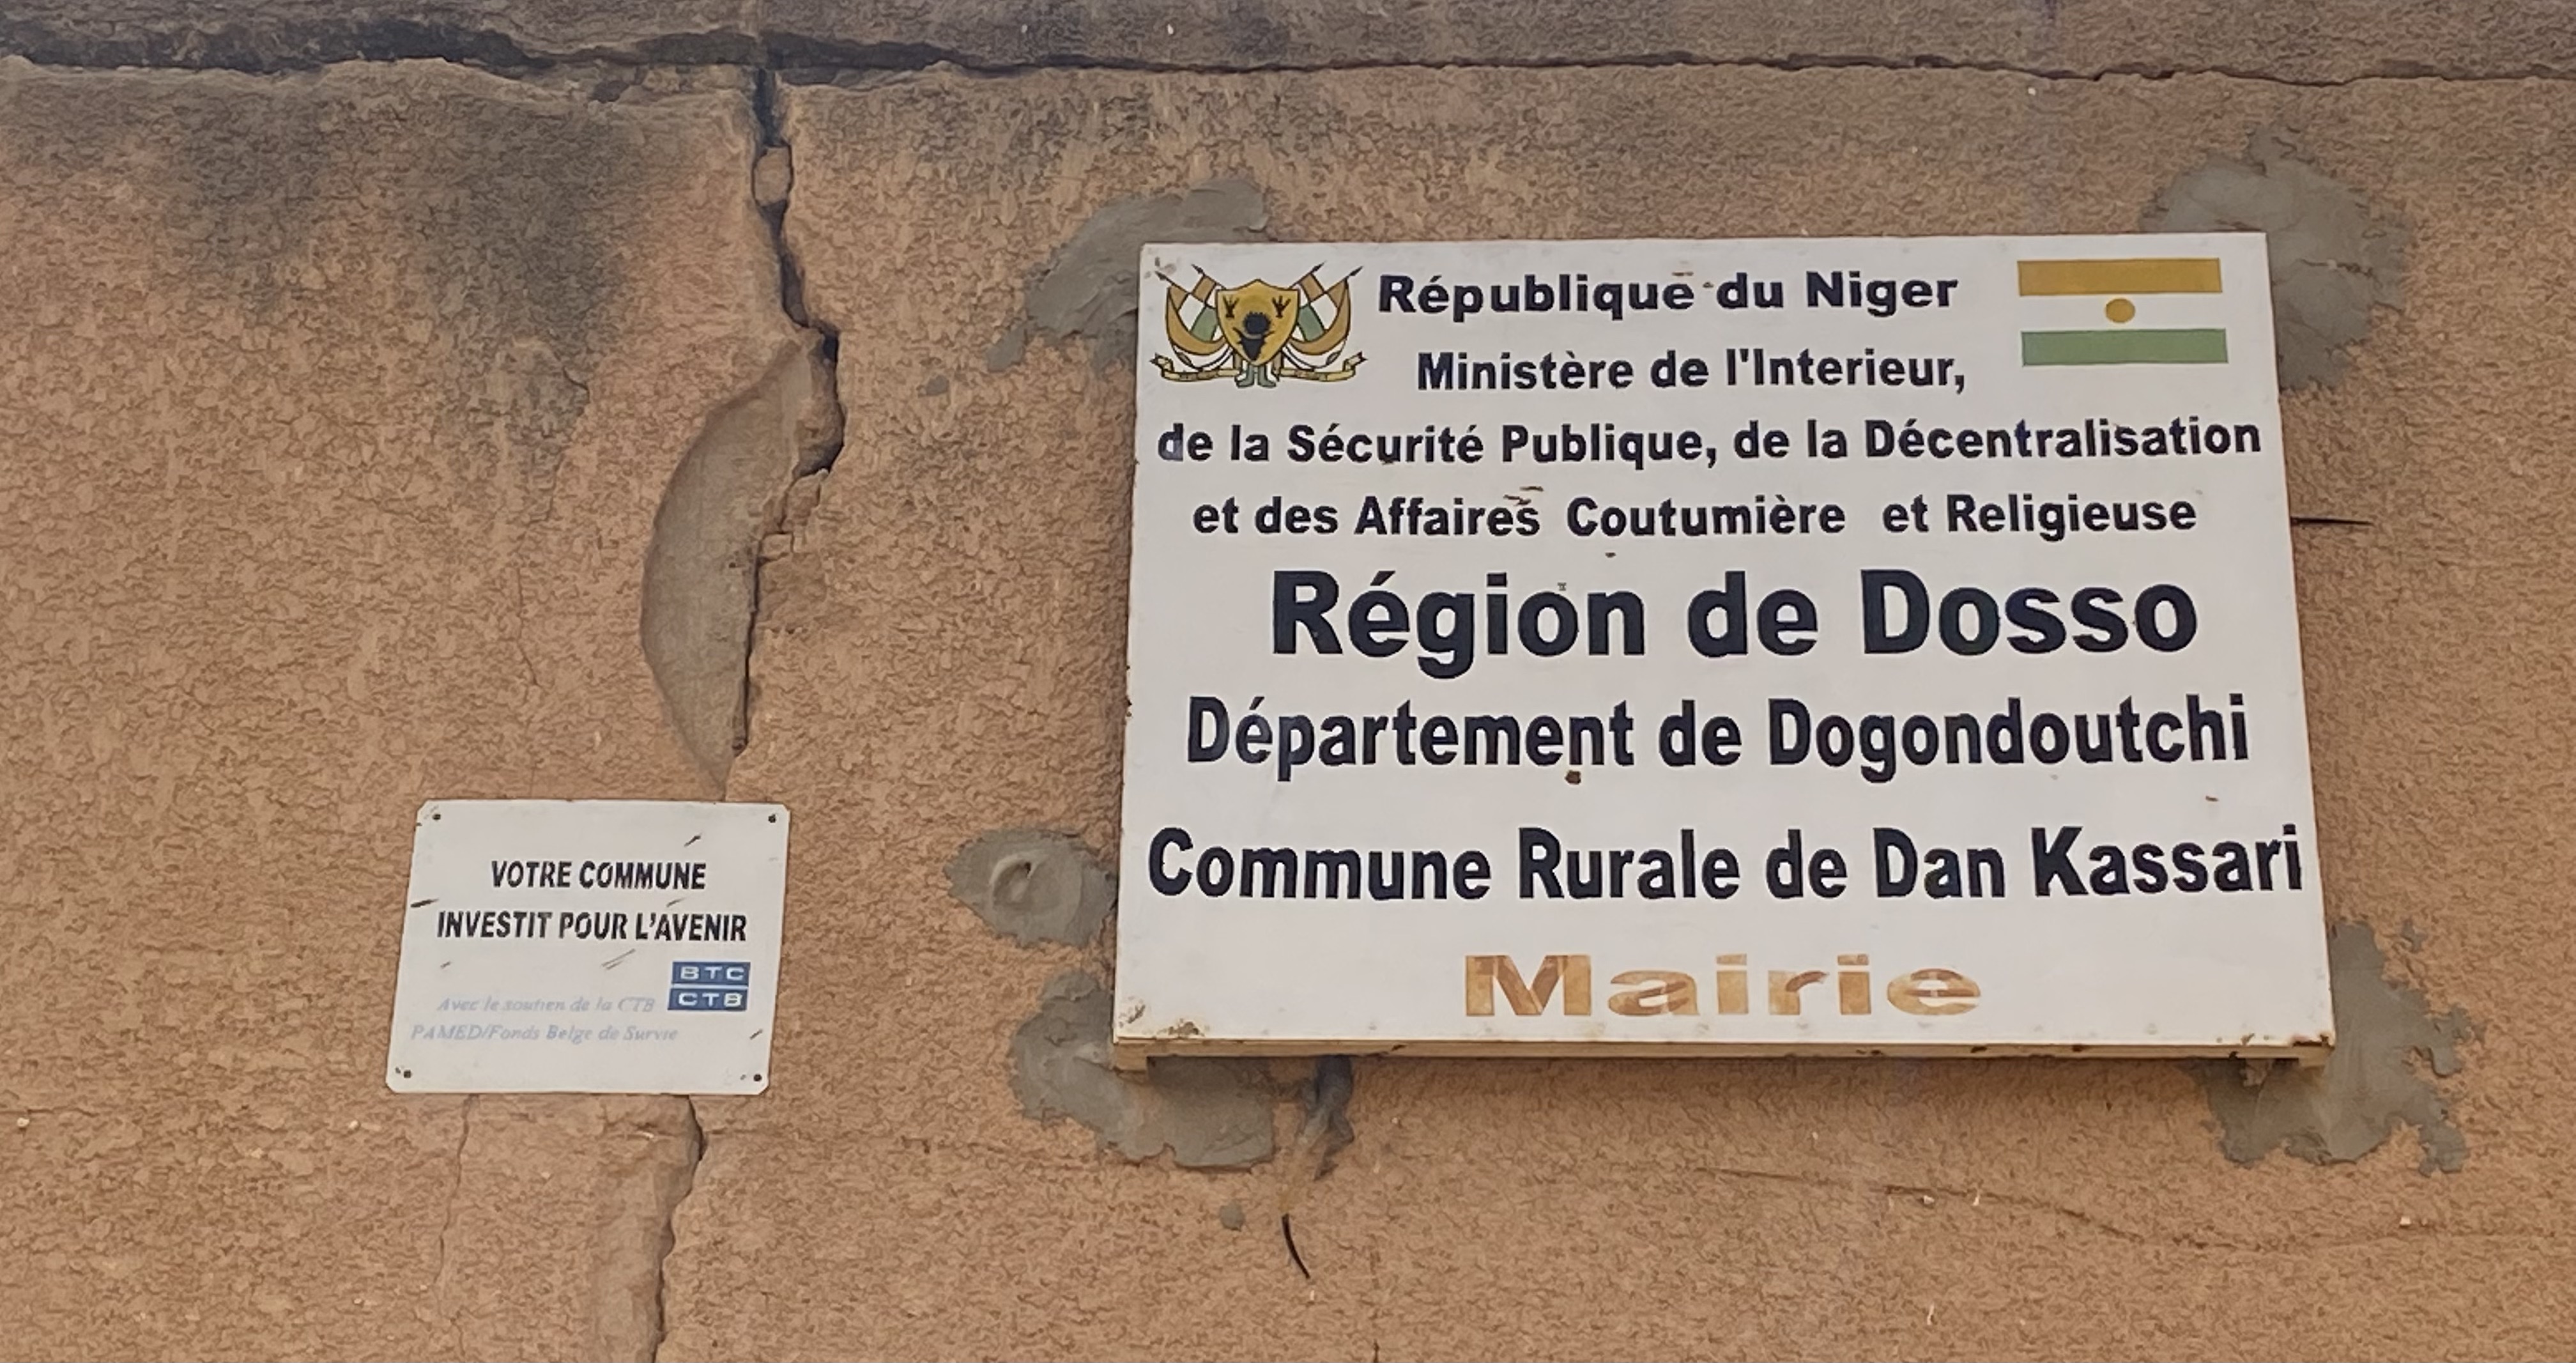 République du Niger
Ministère de l'Interieur,
de la Sécurité Publique, de la Décentralisation
et des Affaires Coutumière et Religieuse
Région de Dosso
Département de Dogondoutchi
Commune Rurale de Dan Kassari
Mairie
VOTRE COMMUNE
INVESTIT POUR L'AVENIR
BTC
CTB
Avec le soutien de la CTB
PAMED/Fonds Belge de Survie